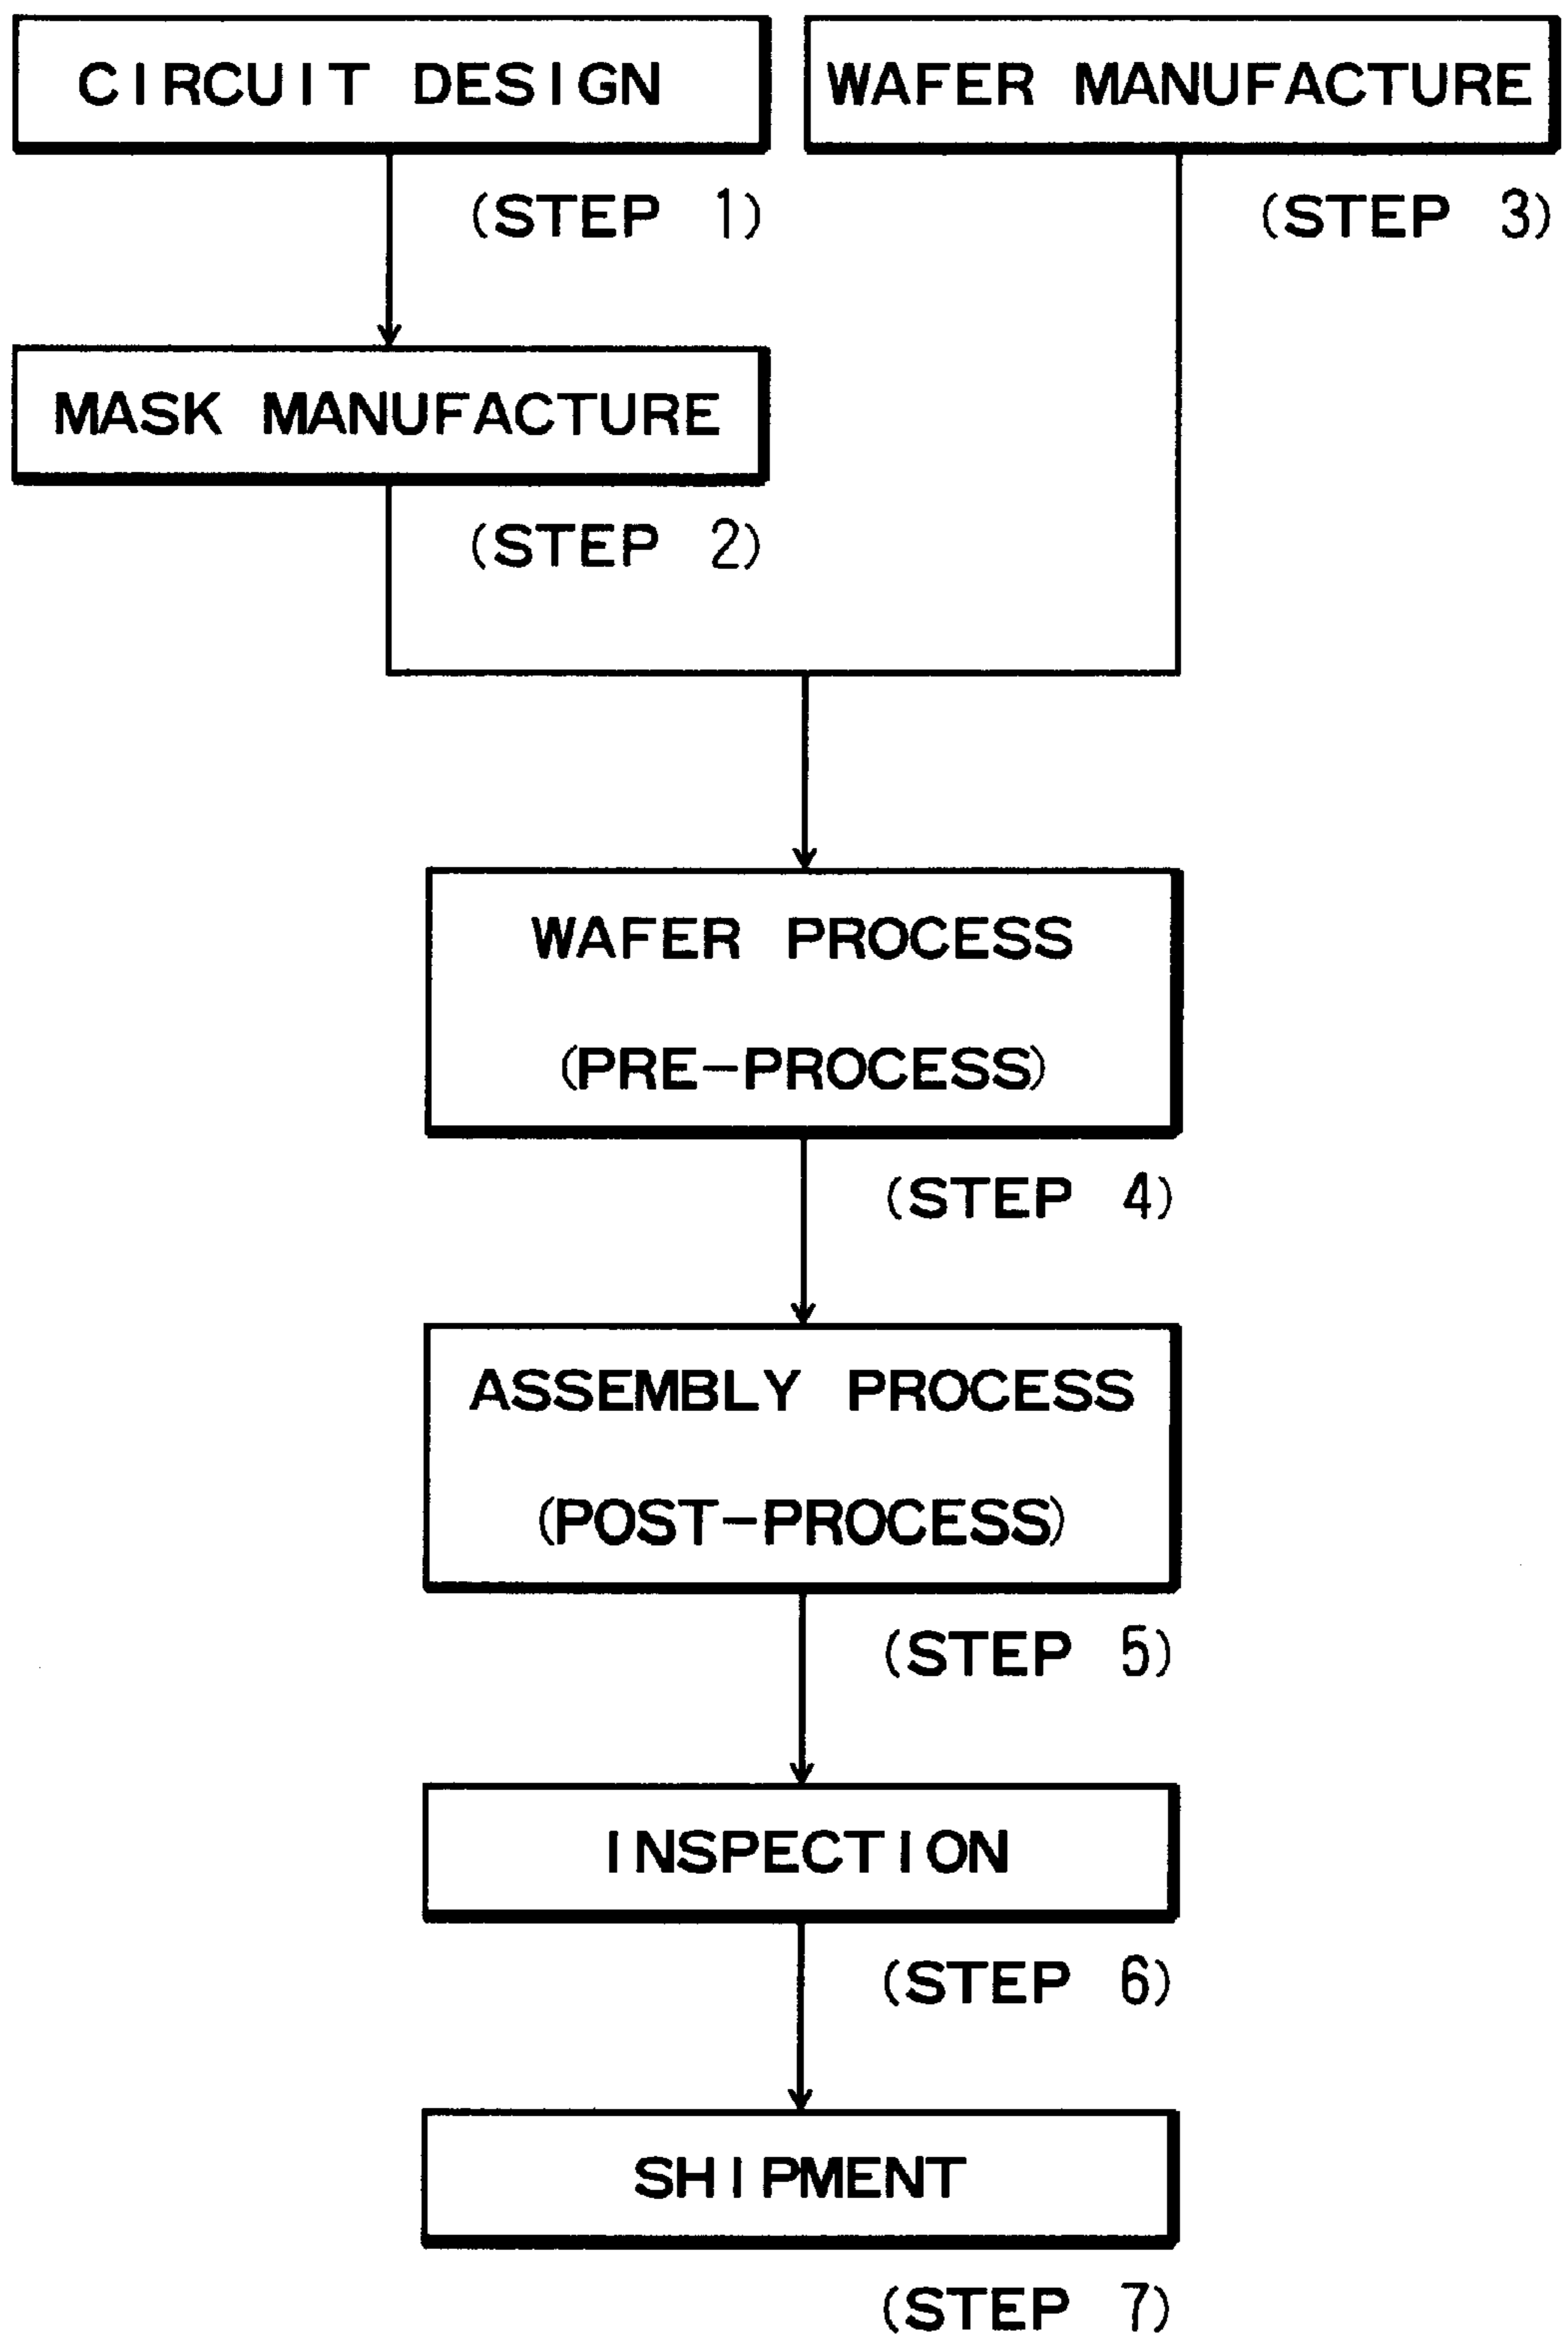 CIRCUIT DESIGN
(STEP 1)
WAFER MANUFACTURE
(STEP 3)
MASK MANUFACTURE
(STEP 2)
WAFER PROCESS
(PRE-PROCESS)
(STEP 4)
ASSEMBLY PROCESS
(POST-PROCESS)
(STEP 5)
INSPECTION
(STEP 6)
SHIPMENT
(STEP 7)